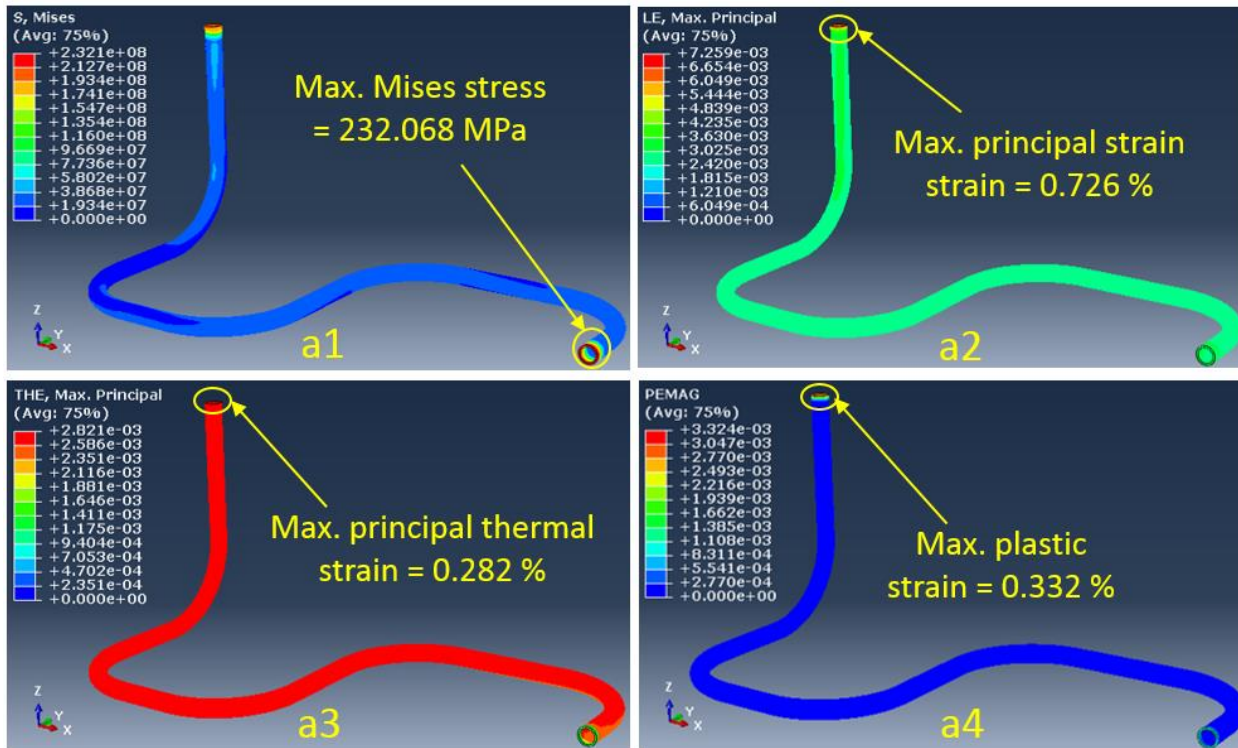 S, Mises
(Avg: 75%)
+2.321e+08
+2.127e+08
+1.934e+08
+1.741e+08
+1.547e+08
+1.354e+08
+1.160e+08
+9.669e+07
+7.736e+07
+5.802e+07
+3.868e+07
+1.934e+07
+0.000e+00
Max. Mises stress
= 232.068 MPa
Z
Y
X
a1
LE, Max. Principal
(Avg: 75%)
+7.259e-03
+6.654e-03
+6.049e-03
+5.444e-03
+4.839e-03
+4.235e-03
+3.630e-03
+3.025e-03
+2.420e-03
+1.815e-03
+1.210e-03
+6.049e-04
+0.000e+00
Max. principal strain
strain = 0.726 %
Z
Y
X
a2
THE, Max. Principal
(Avg: 75%)
+2.821e-03
+2.586e-03
+2.351e-03
+2.116e-03
+1.881e-03
+1.646e-03
+1.411e-03
+1.175e-03
+9.404e-04
+7.053e-04
+4.702e-04
+2.351e-04
+0.000e+00
Max. principal thermal
strain = 0.282 %
Z
Y
X
a3
PEMAG
(Avg: 75%)
+3.324e-03
+3.047e-03
+2.770e-03
+2.493e-03
+2.216e-03
+1.939e-03
+1.662e-03
+1.385e-03
+1.108e-03
+8.311e-04
+5.541e-04
+2.770e-04
+0.000e+00
Max. plastic
strain = 0.332 %
Z
Y
X
a4